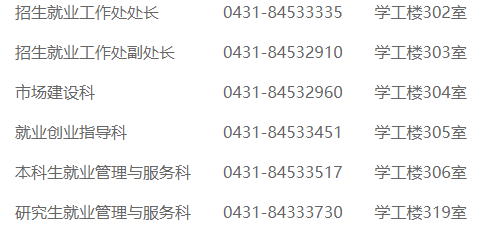 招生就业工作处处长 0431-84533335 学工楼302室
招生就业工作处副处长 0431-84532910 学工楼303室
市场建设科 0431-84532960 学工楼304室
就业创业指导科 0431-84533451 学工楼305室
本科生就业管理与服务科 0431-84533517 学工楼306室
研究生就业管理与服务科 0431-84333730 学工楼319室